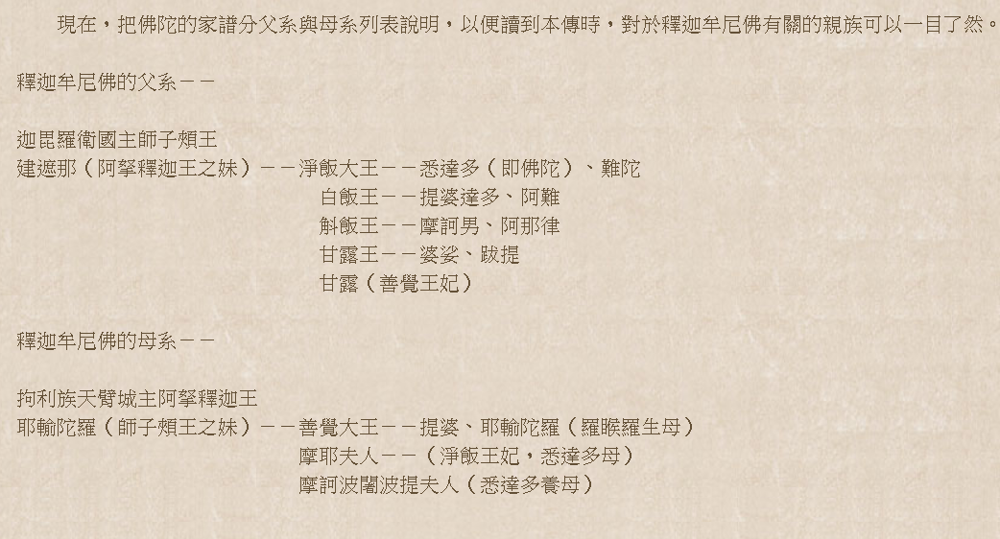 現在，把佛陀的家譜分父系與母系列表說明，以便讀到本傳時，對於釋迦牟尼佛有關的親族可以一目了然。
釋迦牟尼佛的父系－－
迦毘羅衛國主師子頰王
建遮那（阿拏釋迦王之妹）－－淨飯大王－－悉達多（即佛陀）、難陀
白飯王－－提婆達多、阿難
斛飯王－－摩訶男、阿那律
甘露王－－婆娑、跋提
甘露（善覺王妃）
釋迦牟尼佛的母系－－
拘利族天臂城主阿拏釋迦王
耶輸陀羅（師子頰王之妹）－－善覺大王－－提婆、耶輸陀羅（羅睺羅生母）
摩耶夫人－－（淨飯王妃，悉達多母）
摩訶波闍波提夫人（悉達多養母）